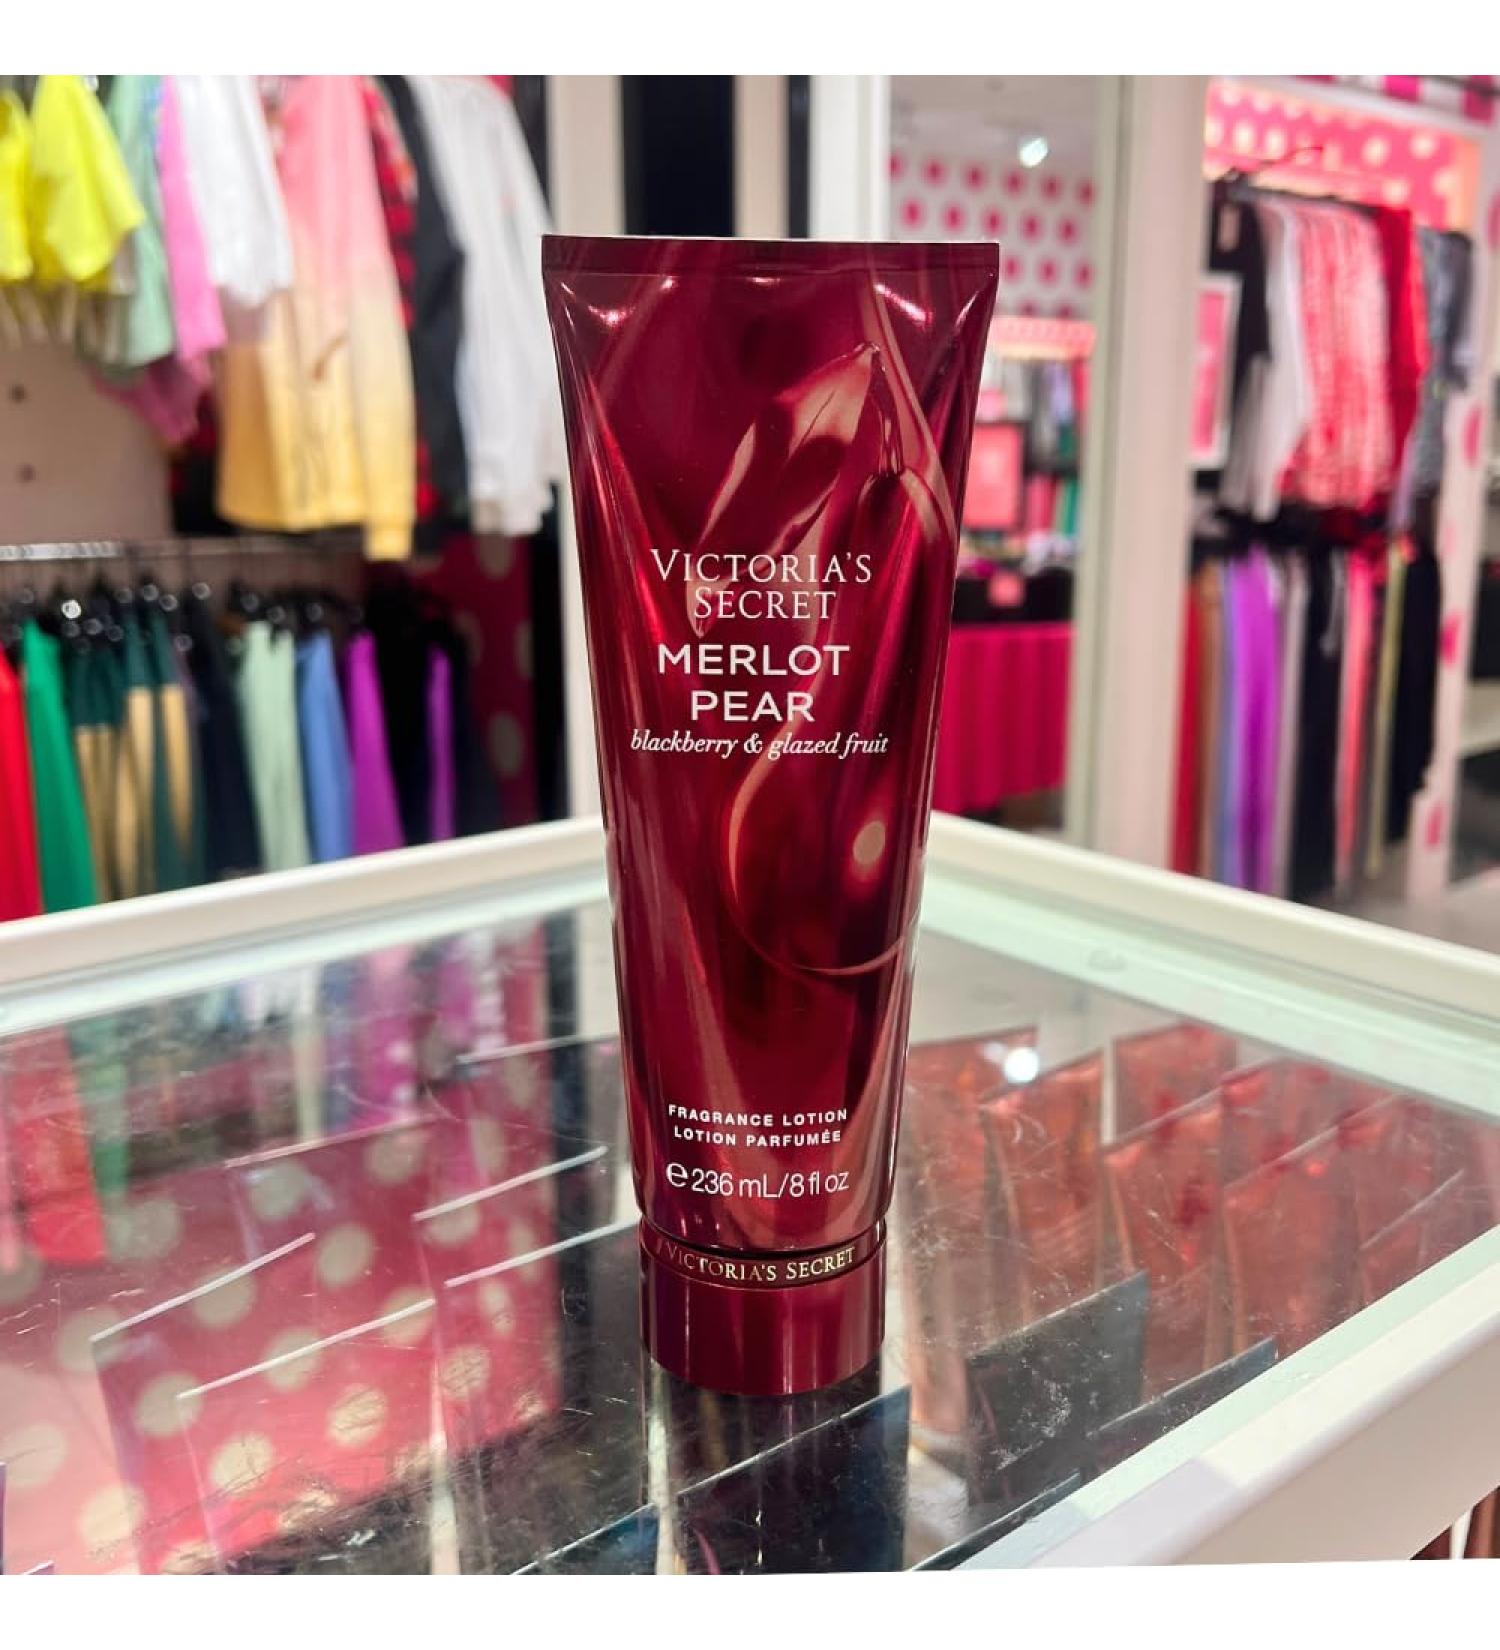 VICTORIA'S
SECRET
MERLOT
PEAR
blackberry & glazed fruit
FRAGRANCE LOTION
LOTION PARFUMÉE
℮ 236 mL/8 fl oz
VICTORIA'S SECRET